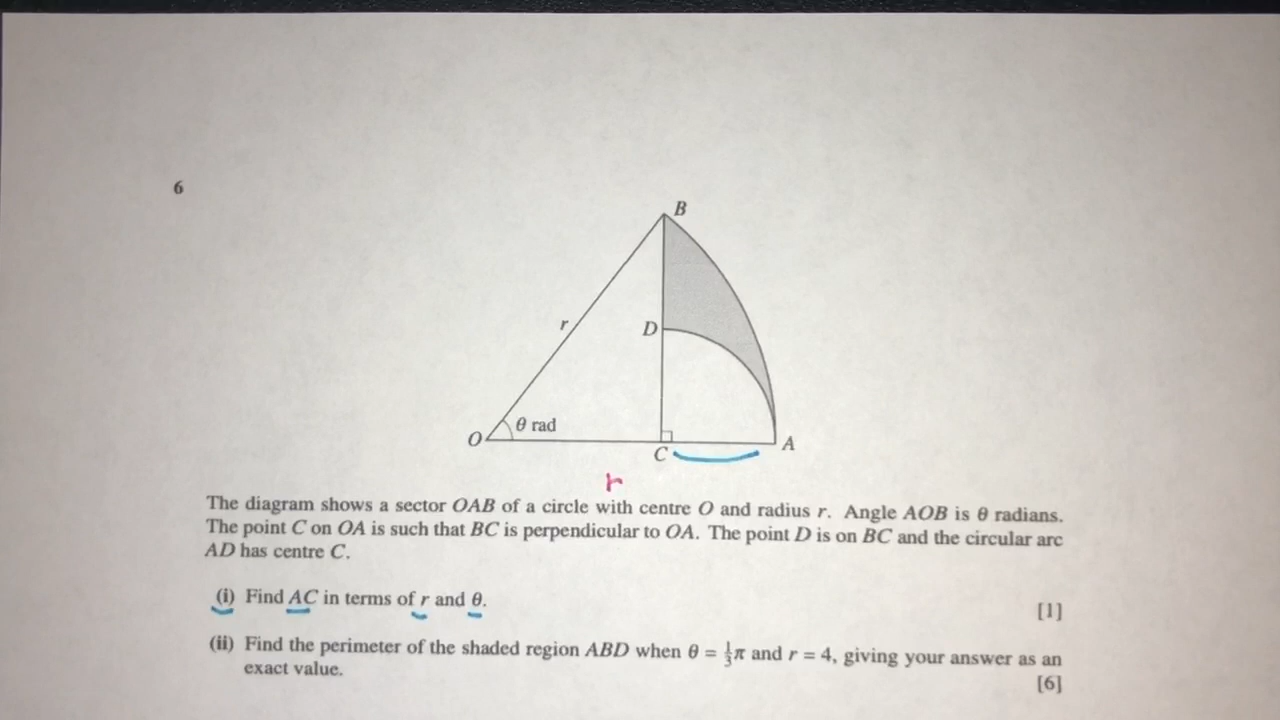 6
B
r
D
θ rad
O
C
A
r
The diagram shows a sector OAB of a circle with centre O and radius r. Angle AOB is θ radians.
The point C on OA is such that BC is perpendicular to OA. The point D is on BC and the circular arc
AD has centre C.
(i) Find AC in terms of r and θ. [1]
(ii) Find the perimeter of the shaded region ABD when θ = ⅓π and r = 4, giving your answer as an
exact value. [6]